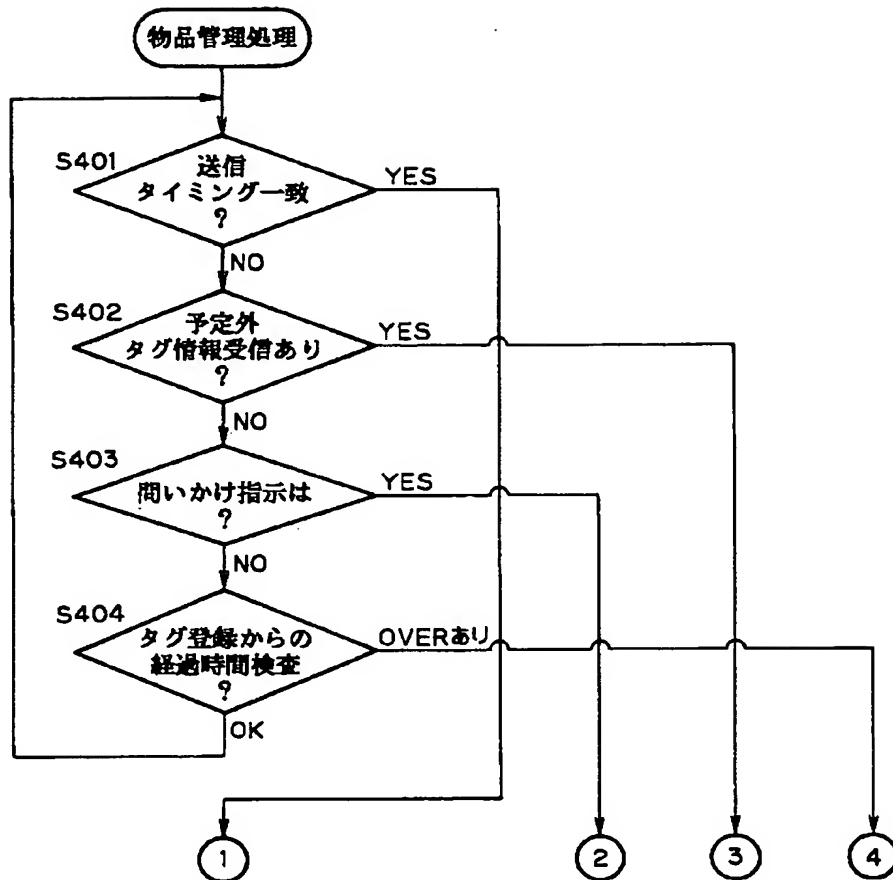 物品管理処理
S401
送信
タイミング一致
?
YES
NO
S402
予定外
タグ情報受信あり
?
YES
NO
S403
問いかけ指示は
?
YES
NO
S404
タグ登録からの
経過時間検査
?
OVERあり
OK
1
2
3
4